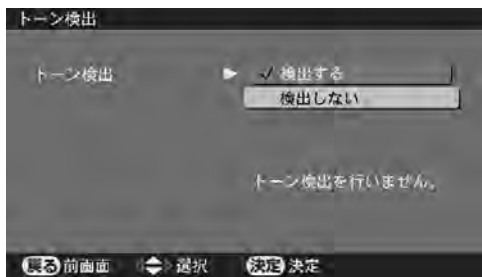 トーン検出
トーン検出 ✓ 検出する
検出しない
トーン検出を行いません。
戻る 前画面 選択 決定 決定